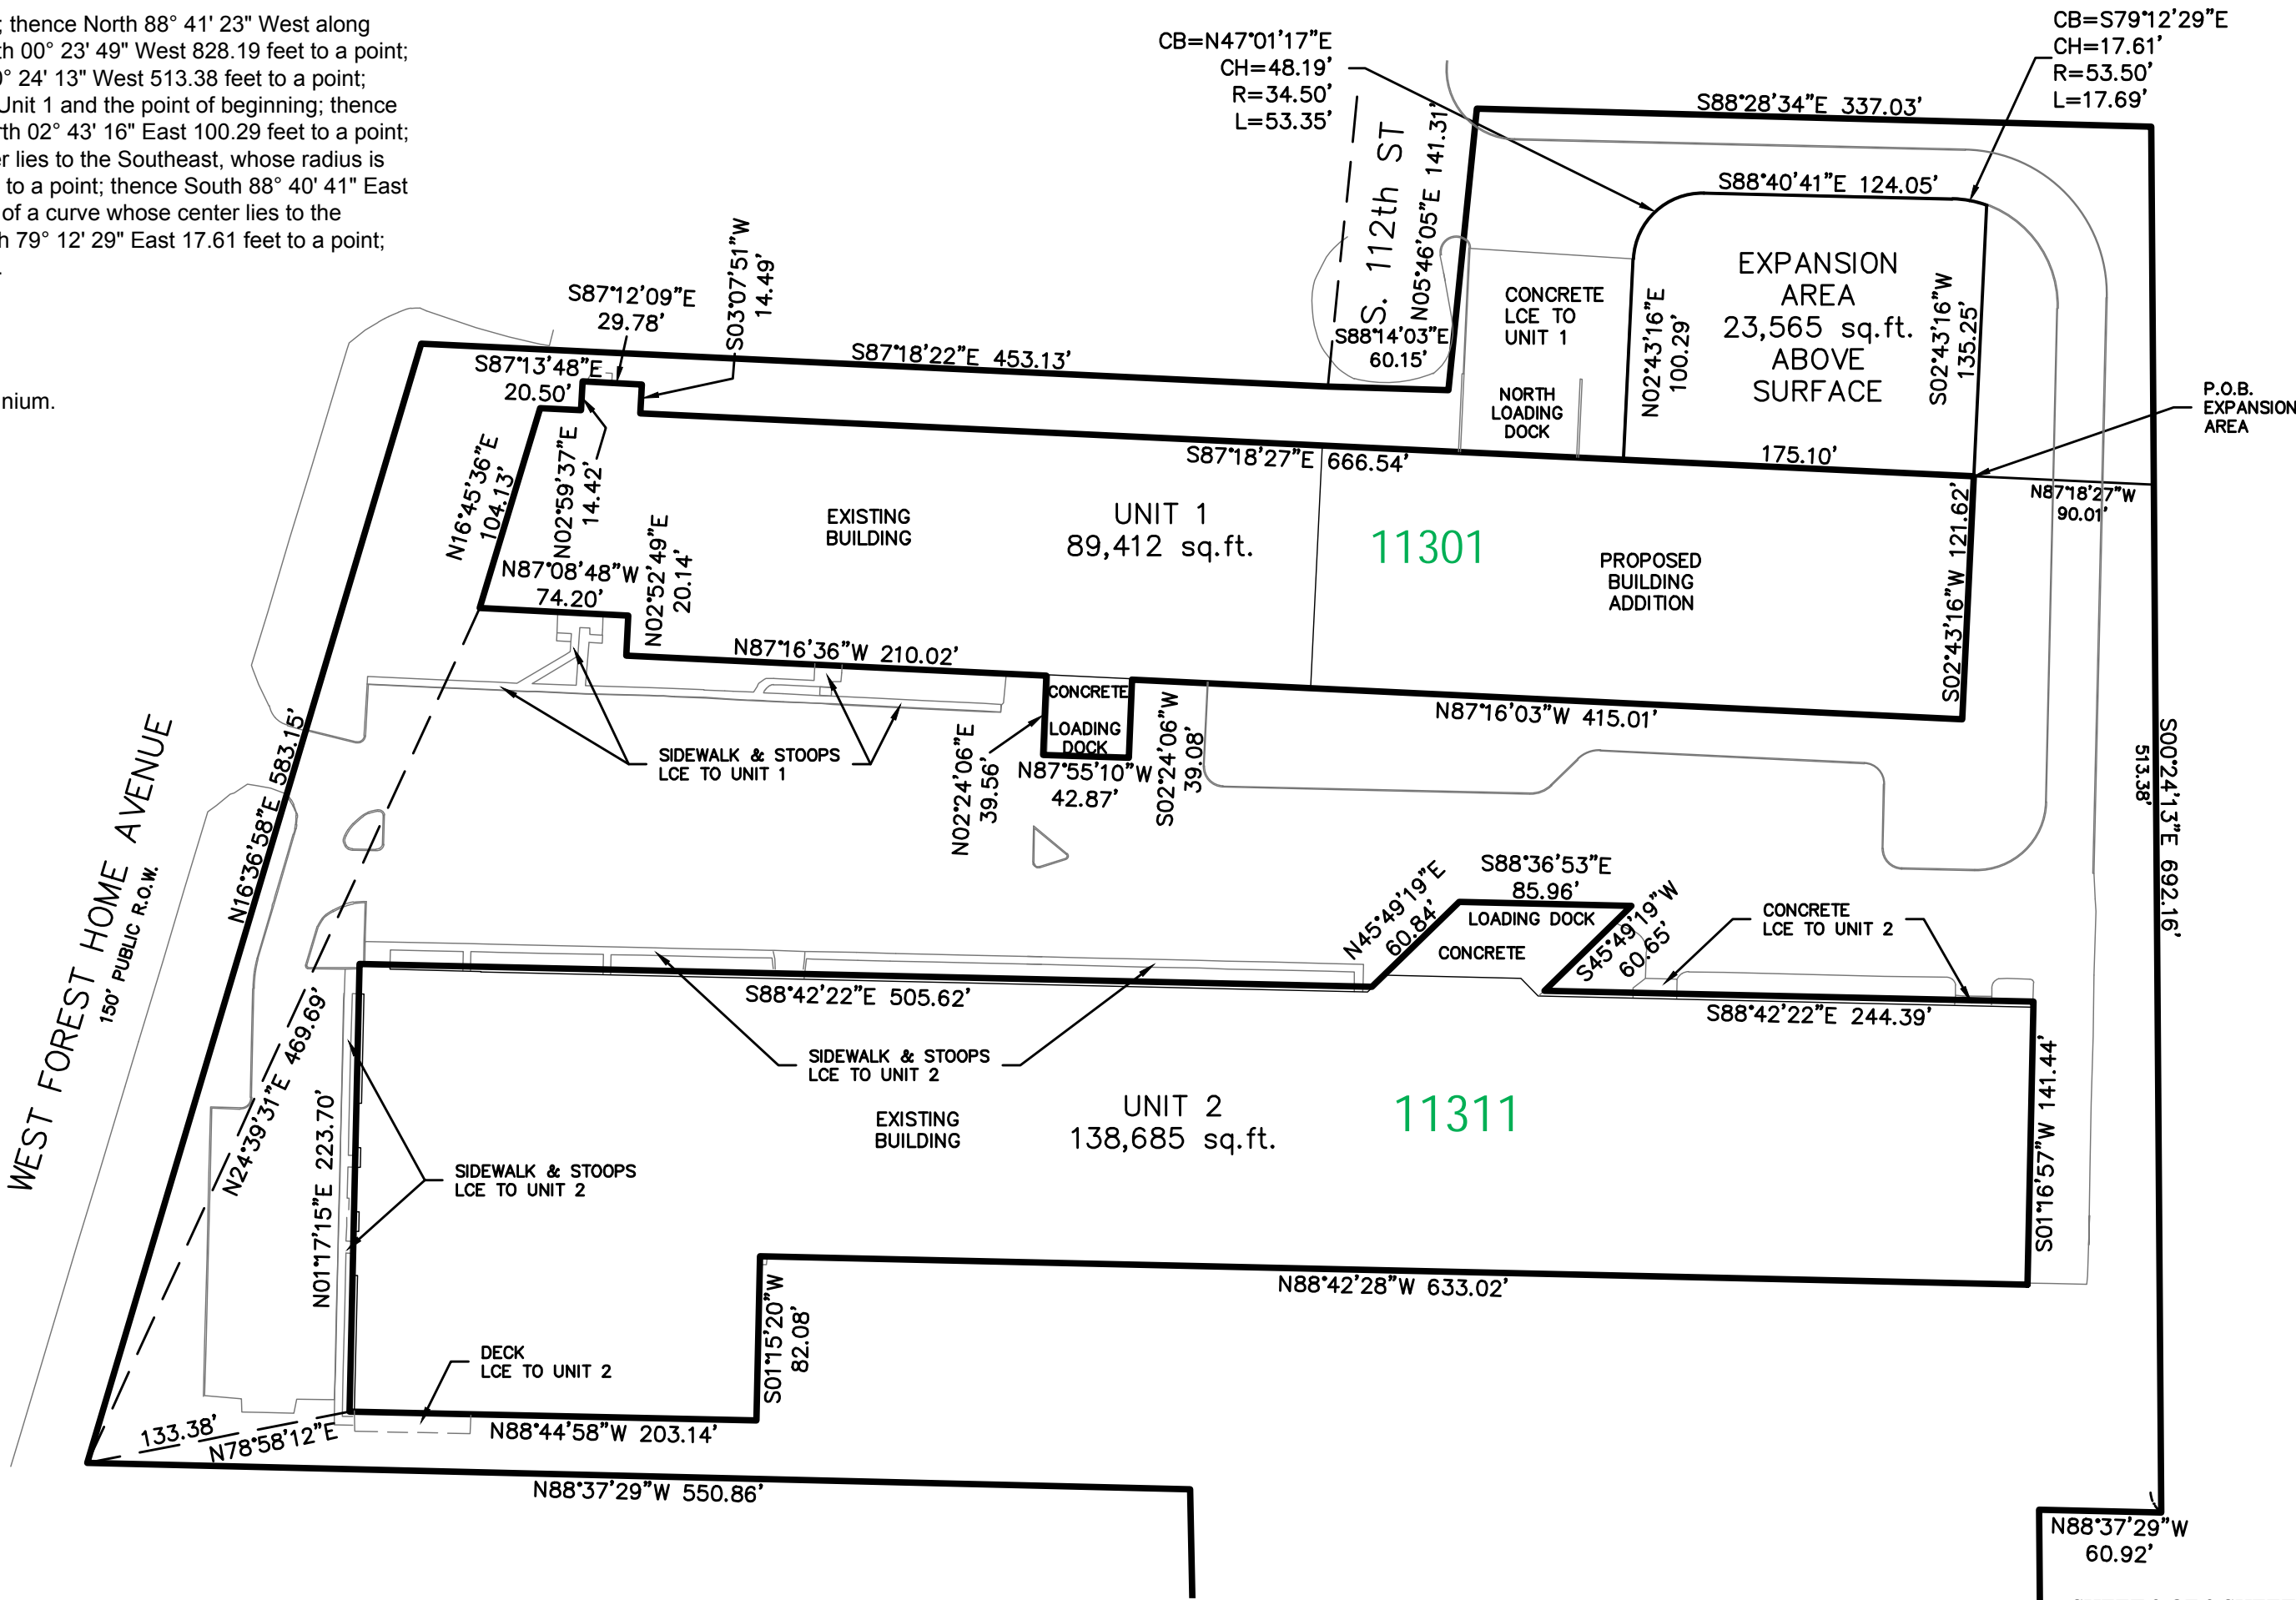 ; thence North 88° 41' 23" West along
th 00° 23' 49" West 828.19 feet to a point;
0° 24' 13" West 513.38 feet to a point;
Unit 1 and the point of beginning; thence
rth 02° 43' 16" East 100.29 feet to a point;
er lies to the Southeast, whose radius is
to a point; thence South 88° 40' 41" East
of a curve whose center lies to the
h 79° 12' 29" East 17.61 feet to a point;
nium.
CB=N47°01'17"E
CH=48.19'
R=34.50'
L=53.35'
CB=S79°12'29"E
CH=17.61'
R=53.50'
L=17.69'
S88°28'34"E 337.03'
S. 112th ST
N05°46'05"E 141.31'
S88°14'03"E
60.15'
S88°40'41"E 124.05'
EXPANSION
AREA
23,565 sq.ft.
ABOVE
SURFACE
N02°43'16"E
100.29'
S02°43'16"W
135.25'
175.10'
CONCRETE
LCE TO
UNIT 1
NORTH
LOADING
DOCK
P.O.B.
EXPANSION
AREA
N87°18'27"W
90.01'
S87°12'09"E
29.78'
S03°07'51"W
14.49'
S87°13'48"E
20.50'
S87°18'22"E 453.13'
N16°45'36"E
104.13'
N02°59'37"E
14.42'
S87°18'27"E 666.54'
N87°08'48"W
74.20'
N02°52'49"E
20.14'
EXISTING
BUILDING
UNIT 1
89,412 sq.ft.
11301
PROPOSED
BUILDING
ADDITION
S02°43'16"W 121.62'
N87°16'36"W 210.02'
CONCRETE
LOADING
DOCK
N02°24'06"E
39.56'
N87°55'10"W
42.87'
S02°24'06"W
39.08'
N87°16'03"W 415.01'
SIDEWALK & STOOPS
LCE TO UNIT 1
S00°24'13"E 692.16'
513.38'
WEST FOREST HOME AVENUE
150' PUBLIC R.O.W.
N16°36'58"E 583.15'
N24°39'31"E 469.69'
S88°42'22"E 505.62'
N45°49'19"E
60.84'
S88°36'53"E
85.96'
LOADING DOCK
CONCRETE
S45°49'19"W
60.65'
CONCRETE
LCE TO UNIT 2
S88°42'22"E 244.39'
SIDEWALK & STOOPS
LCE TO UNIT 2
UNIT 2
138,685 sq.ft.
11311
EXISTING
BUILDING
S01°16'57"W 141.44'
SIDEWALK & STOOPS
LCE TO UNIT 2
N01°17'15"E 223.70'
N88°42'28"W 633.02'
S01°15'20"W
82.08'
DECK
LCE TO UNIT 2
N88°44'58"W 203.14'
133.38'
N78°58'12"E
N88°37'29"W 550.86'
N88°37'29"W
60.92'